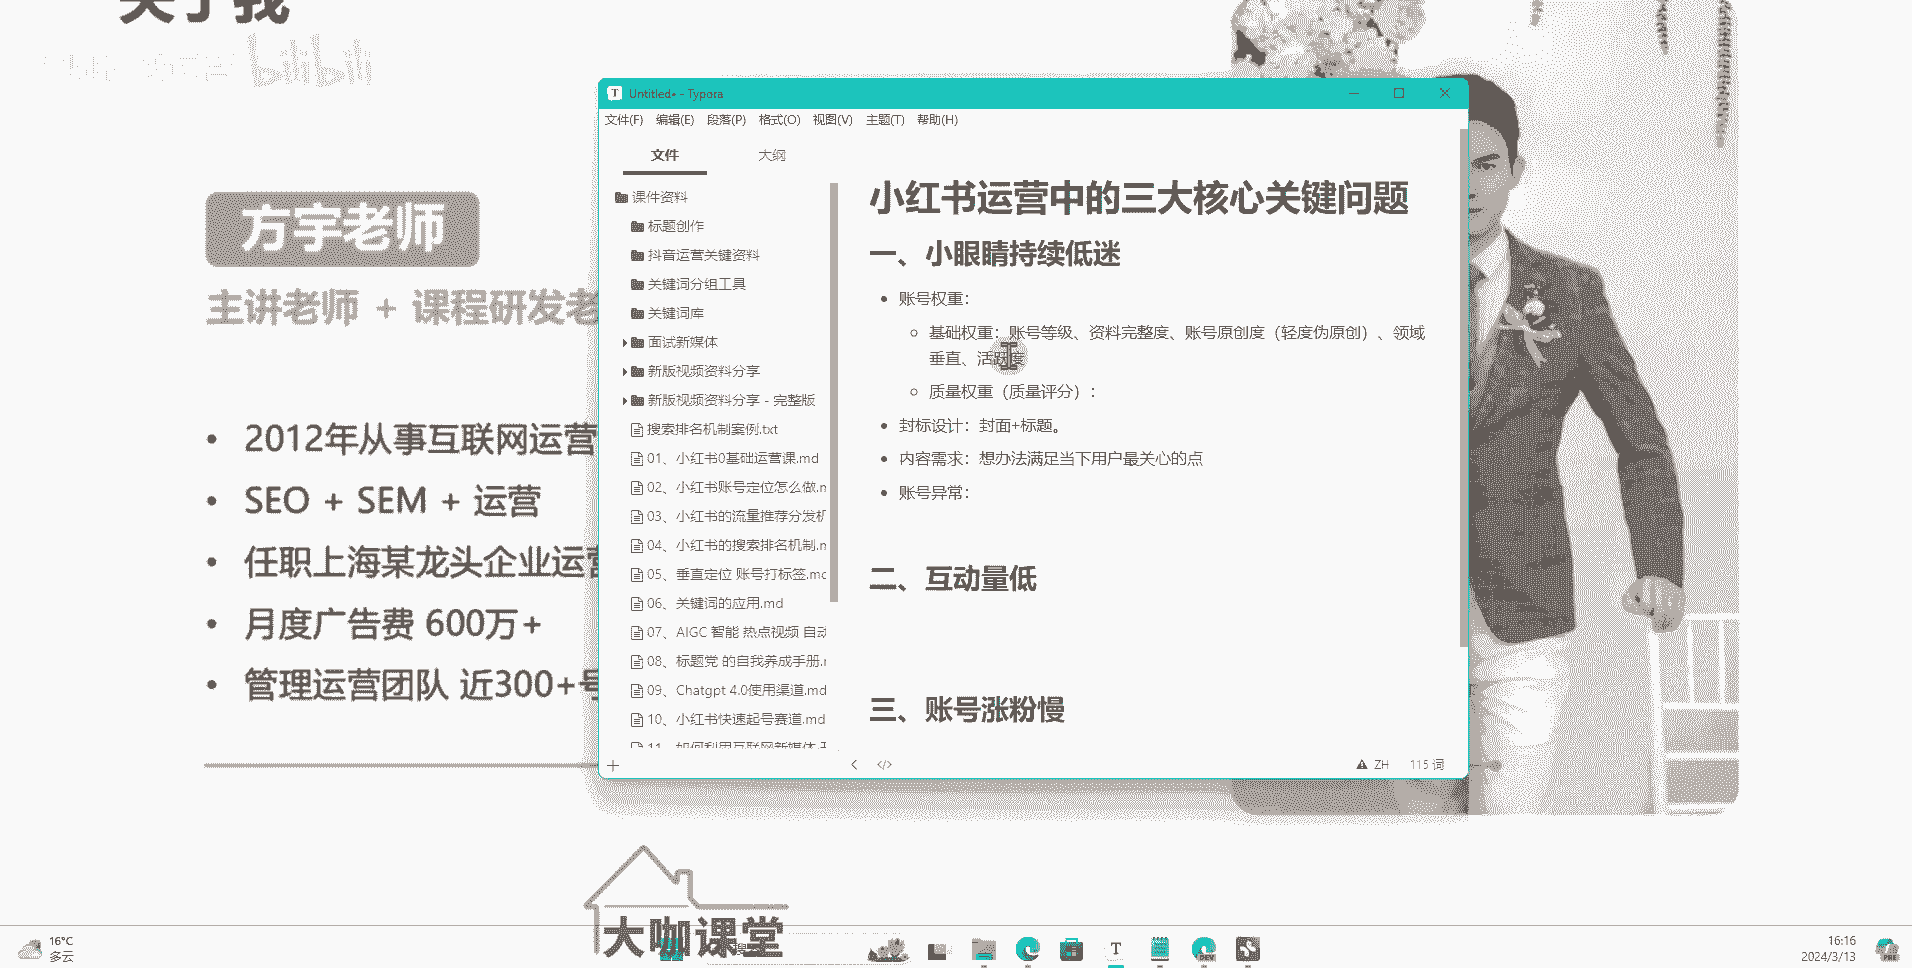 关于我
bilibili
方宇老师
主讲老师 + 课程研发老
2012年从事互联网运营
SEO + SEM + 运营
任职上海某龙头企业运营
月度广告费 600万+
管理运营团队 近300+号
Untitled• - Typora
文件(F) 编辑(E) 段落(P) 格式(O) 视图(V) 主题(T) 帮助(H)
文件 大纲
课件资料
标题创作
抖音运营关键资料
关键词分组工具
关键词库
面试新媒体
新版视频资料分享
新版视频资料分享 - 完整版
搜索排名机制案例.txt
01、小红书0基础运营课.md
02、小红书账号定位怎么做.m
03、小红书的流量推荐分发机
04、小红书的搜索排名机制.m
05、垂直定位 账号打标签.md
06、关键词的应用.md
07、AIGC 智能 热点视频 自动
08、标题党 的自我养成手册.m
09、Chatgpt 4.0使用渠道.md
10、小红书快速起号赛道.md
11、如何利用互联网新媒体
小红书运营中的三大核心关键问题
一、小眼睛持续低迷
账号权重：
基础权重：账号等级、资料完整度、账号原创度（轻度伪原创）、领域
垂直、活跃度
质量权重（质量评分）：
封标设计：封面+标题。
内容需求：想办法满足当下用户最关心的点
账号异常：
二、互动量低
三、账号涨粉慢
ZH 115 词
大咖课堂
16°C
多云
16:16
2024/3/13